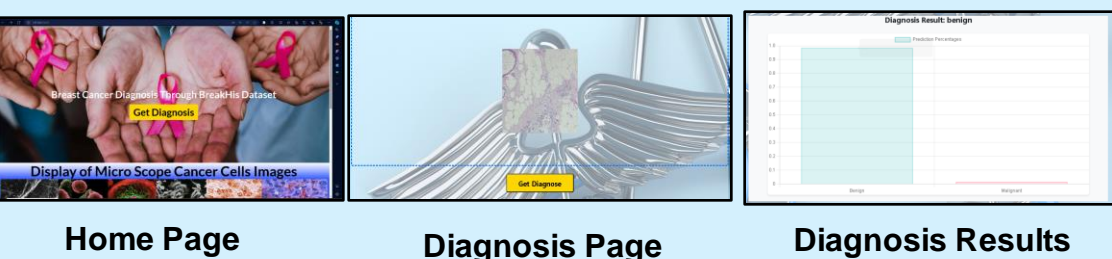 Breast Cancer Diagnosis Through BreakHis Dataset
Get Diagnosis
Display of Micro Scope Cancer Cells Images
Home Page
Get Diagnose
Diagnosis Page
Diagnosis Result: benign
Prediction Percentages
1.0
0.9
0.8
0.7
0.6
0.5
0.4
0.3
0.2
0.1
0
Benign
Malignant
Diagnosis Results